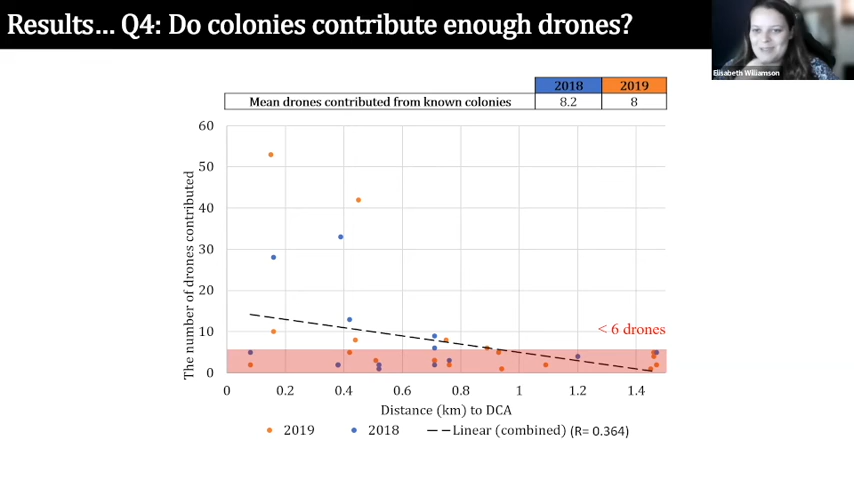 Results… Q4: Do colonies contribute enough drones?
Elisabeth Williamson
2018 2019
Mean drones contributed from known colonies 8.2 8
The number of drones contributed
60
50
40
30
20
10
0
< 6 drones
0 0.2 0.4 0.6 0.8 1 1.2 1.4
Distance (km) to DCA
2019 2018 Linear (combined) (R= 0.364)